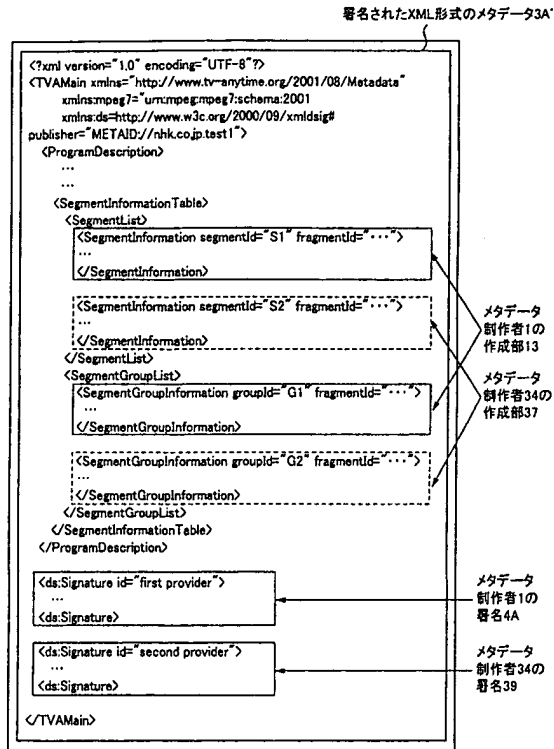 署名されたXML形式のメタデータ3A'
<?xml version="1.0" encoding="UTF-8"?>
<TVAMain xmlns="http://www.tv-anytime.org/2001/08/Metadata"
xmlns:mpeg7="urn:mpeg:mpeg7:schema:2001
xmlns:ds=http://www.w3c.org/2000/09/xmldsig#
publisher="METAID://nhk.co.jp.test1">
<ProgramDescription>
...
...
<SegmentInformationTable>
<SegmentList>
<SegmentInformation segmentId="S1" fragmentId="...">
...
</SegmentInformation>
<SegmentInformation segmentId="S2" fragmentId="...">
...
</SegmentInformation>
</SegmentList>
<SegmentGroupList>
<SegmentGroupInformation groupId="G1" fragmentId="...">
...
</SegmentGroupInformation>
<SegmentGroupInformation groupId="G2" fragmentId="...">
...
</SegmentGroupInformation>
</SegmentGroupList>
</SegmentInformationTable>
</ProgramDescription>
<ds:Signature id="first provider">
...
<ds:Signature>
<ds:Signature id="second provider">
...
<ds:Signature>
</TVAMain>
メタデータ
制作者1の
作成部13
メタデータ
制作者34の
作成部37
メタデータ
制作者1の
署名4A
メタデータ
制作者34の
署名39